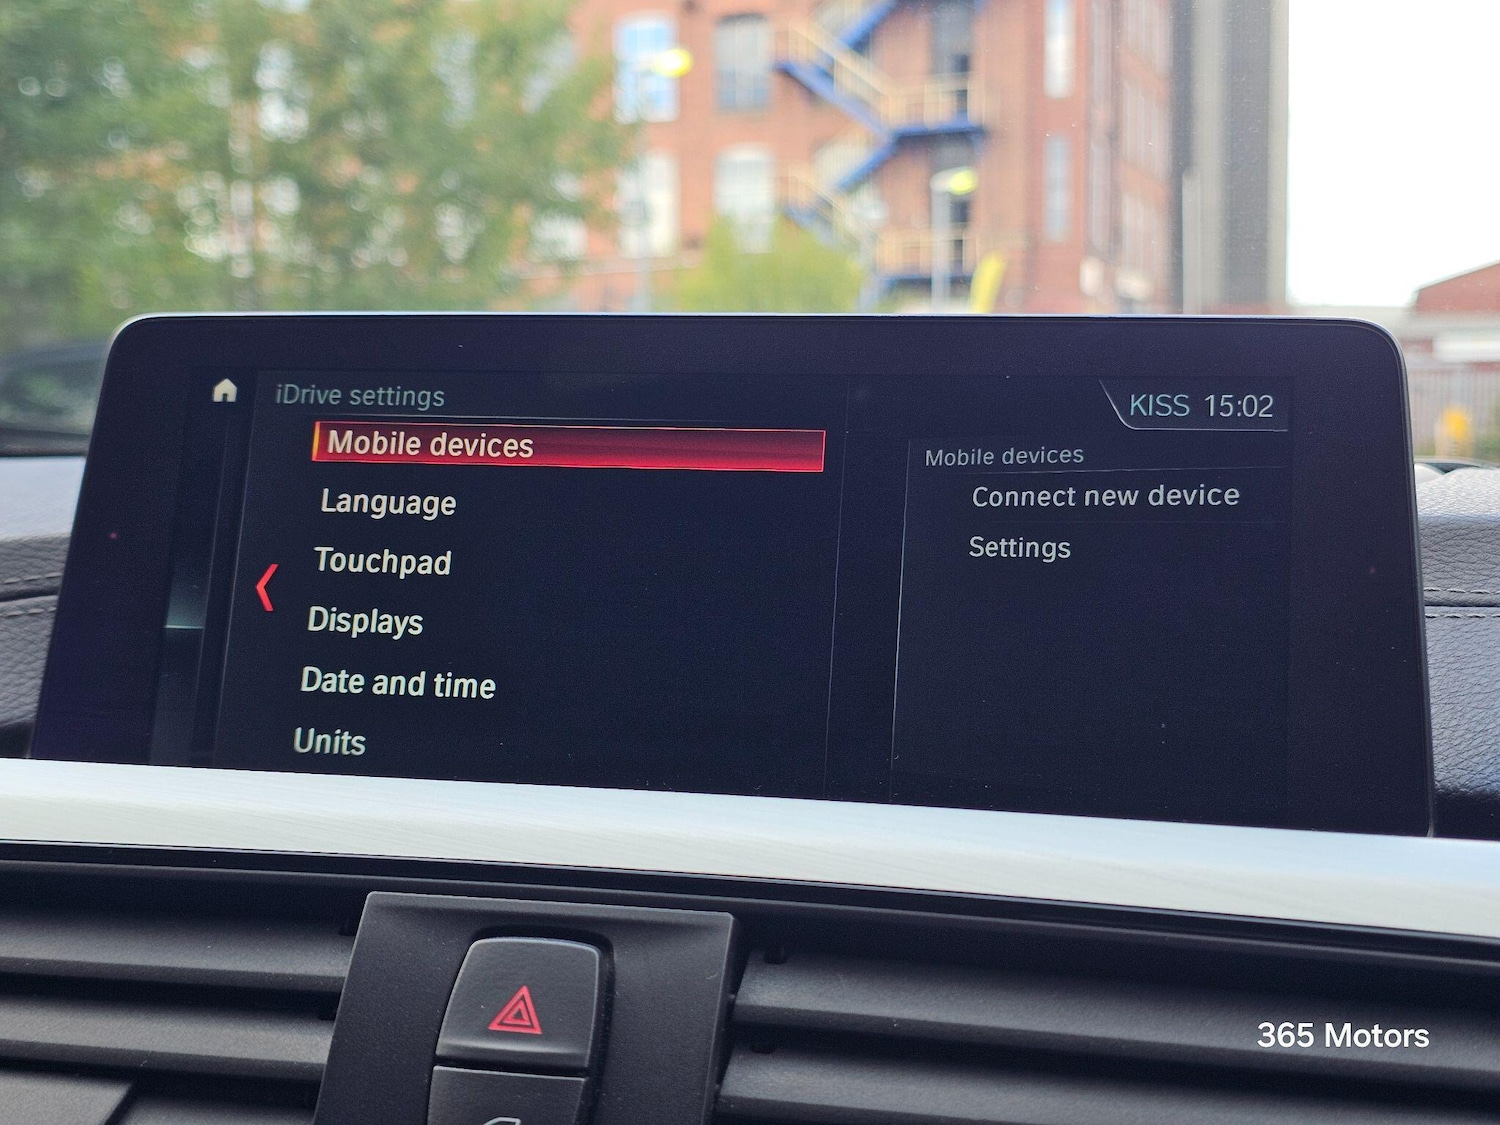 iDrive settings
KISS 15:02
Mobile devices
Language
Touchpad
Displays
Date and time
Units
Mobile devices
Connect new device
Settings
365 Motors